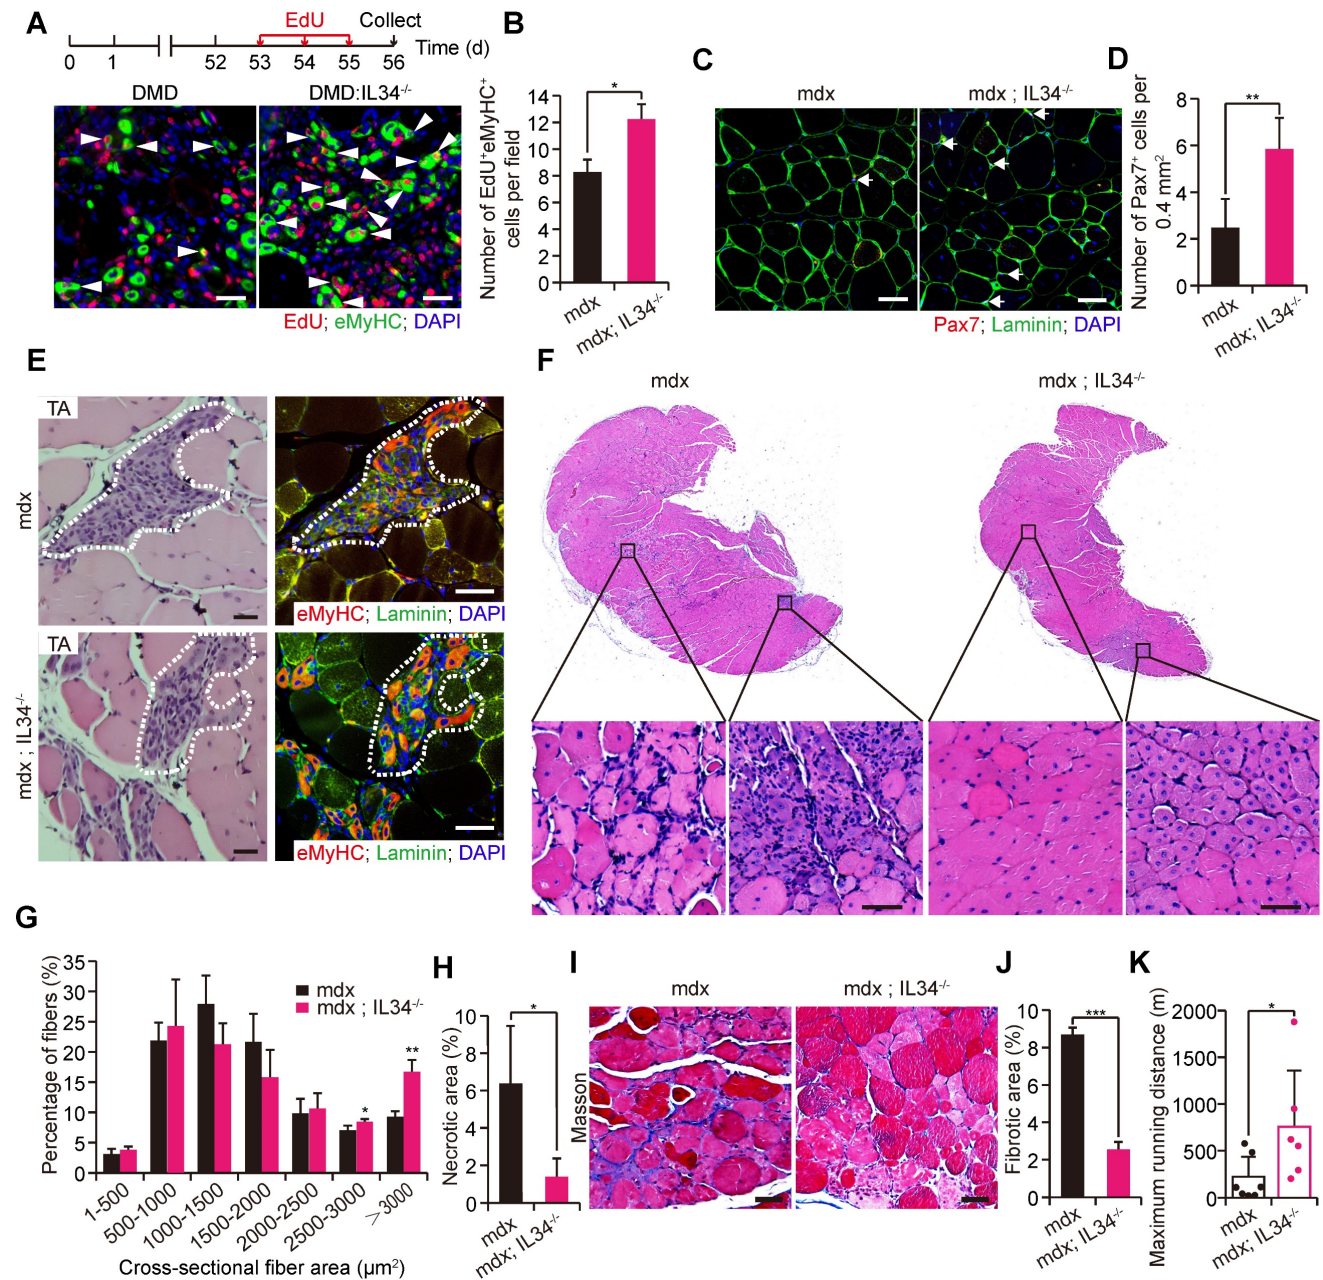 A
EdU
Collect
Time (d)
0
1
52
53
54
55
56
DMD
DMD:IL34-/-
EdU; eMyHC; DAPI
B
Number of EdU+eMyHC+
cells per field
14
12
10
8
6
4
2
0
*
mdx
mdx; IL34-/-
C
mdx
mdx ; IL34-/-
Pax7; Laminin; DAPI
D
Number of Pax7+ cells per
0.4 mm2
8
6
4
2
0
**
mdx
mdx; IL34-/-
E
TA
mdx
eMyHC; Laminin; DAPI
TA
mdx ; IL34-/-
eMyHC; Laminin; DAPI
F
mdx
mdx ; IL34-/-
G
Percentage of fibers (%)
35
30
25
20
15
10
5
0
mdx
mdx ; IL34-/-
*
**
1-500
500-1000
1000-1500
1500-2000
2000-2500
2500-3000
>3000
Cross-sectional fiber area (μm2)
H
Necrotic area (%)
10
8
6
4
2
0
*
mdx
mdx; IL34-/-
I
mdx
mdx ; IL34-/-
Masson
J
Fibrotic area (%)
10
8
6
4
2
0
***
mdx
mdx; IL34-/-
K
Maximum running distance (m)
2000
1500
1000
500
0
*
mdx
mdx; IL34-/-